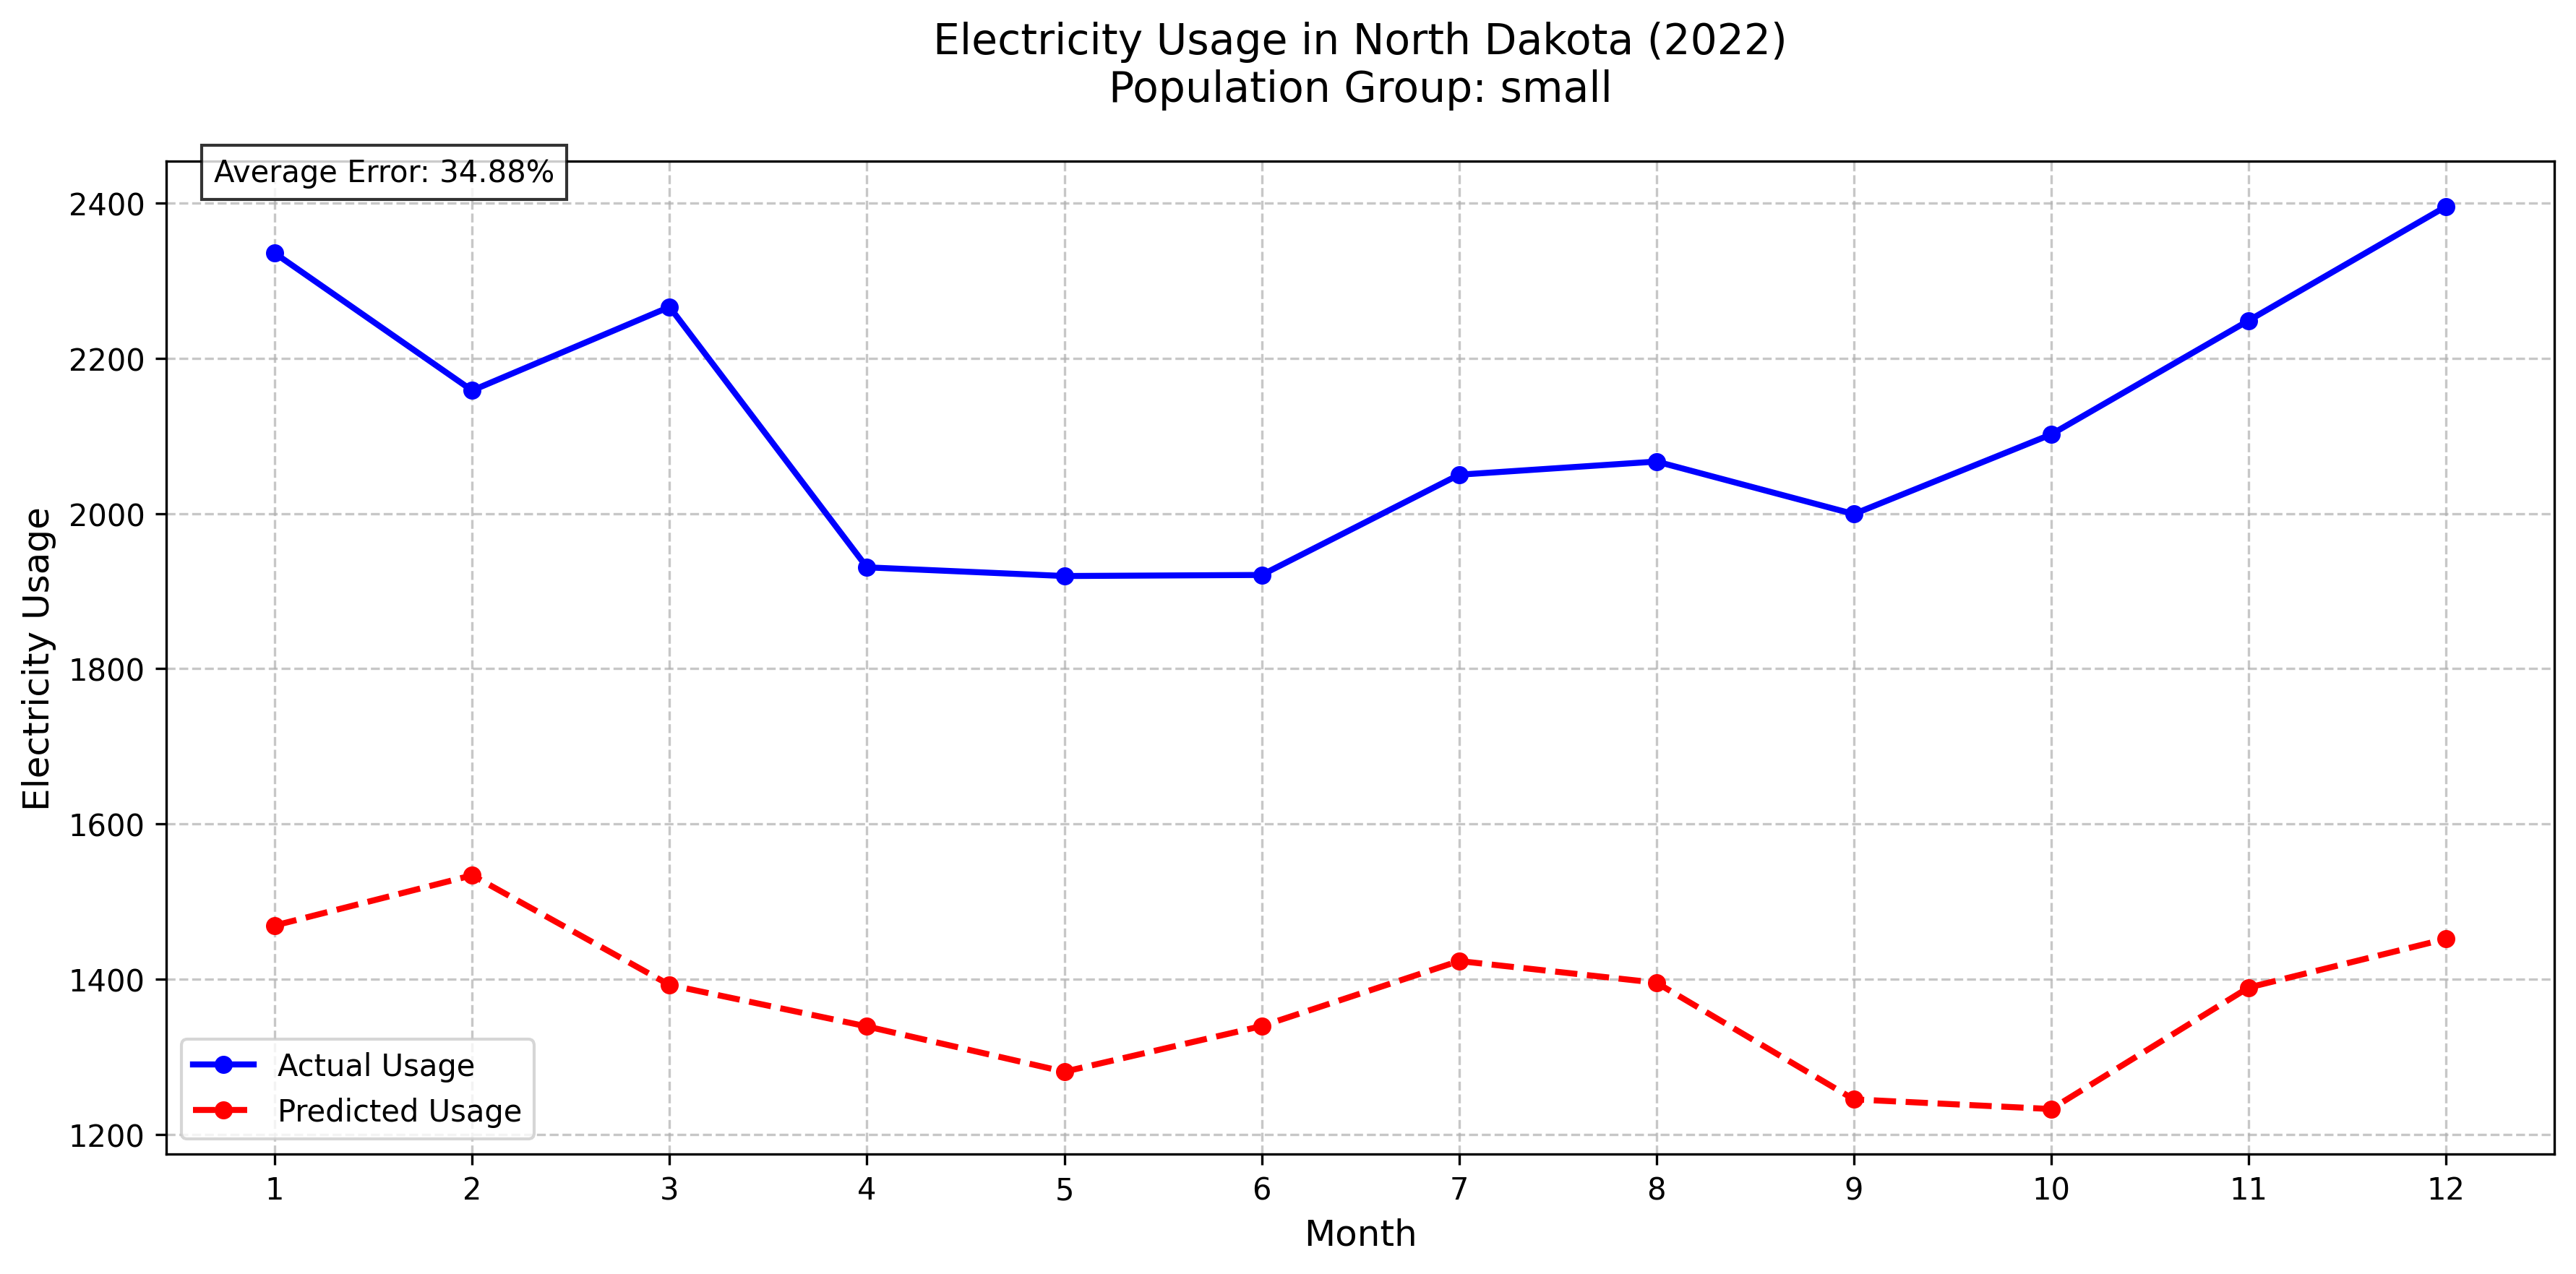 Electricity Usage in North Dakota (2022)
Population Group: small
Average Error: 34.88%
2400
2200
2000
1800
1600
1400
1200
Electricity Usage
Actual Usage
Predicted Usage
1 2 3 4 5 6 7 8 9 10 11 12
Month